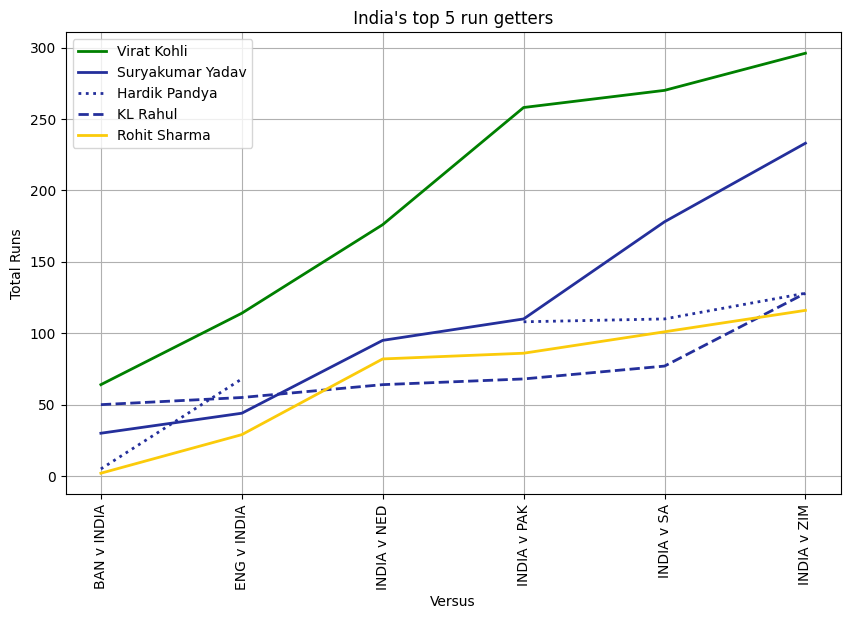 India's top 5 run getters
Virat Kohli
Suryakumar Yadav
Hardik Pandya
KL Rahul
Rohit Sharma
Total Runs
300
250
200
150
100
50
0
BAN v INDIA
ENG v INDIA
INDIA v NED
INDIA v PAK
INDIA v SA
INDIA v ZIM
Versus